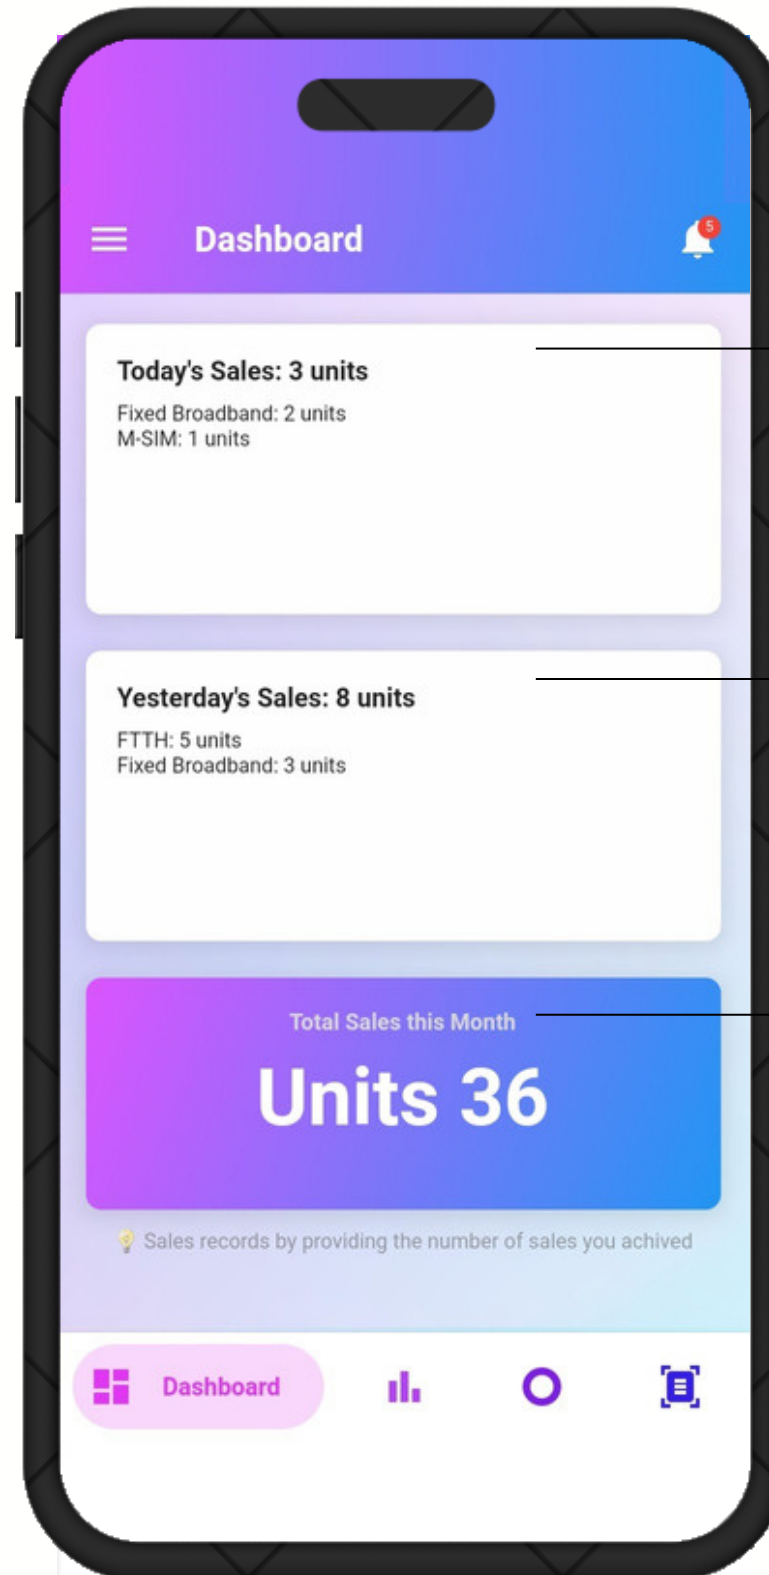 Dashboard
5
Today's Sales: 3 units
Fixed Broadband: 2 units
M-SIM: 1 units
Yesterday's Sales: 8 units
FTTH: 5 units
Fixed Broadband: 3 units
Total Sales this Month
Units 36
💡 Sales records by providing the number of sales you achived
Dashboard